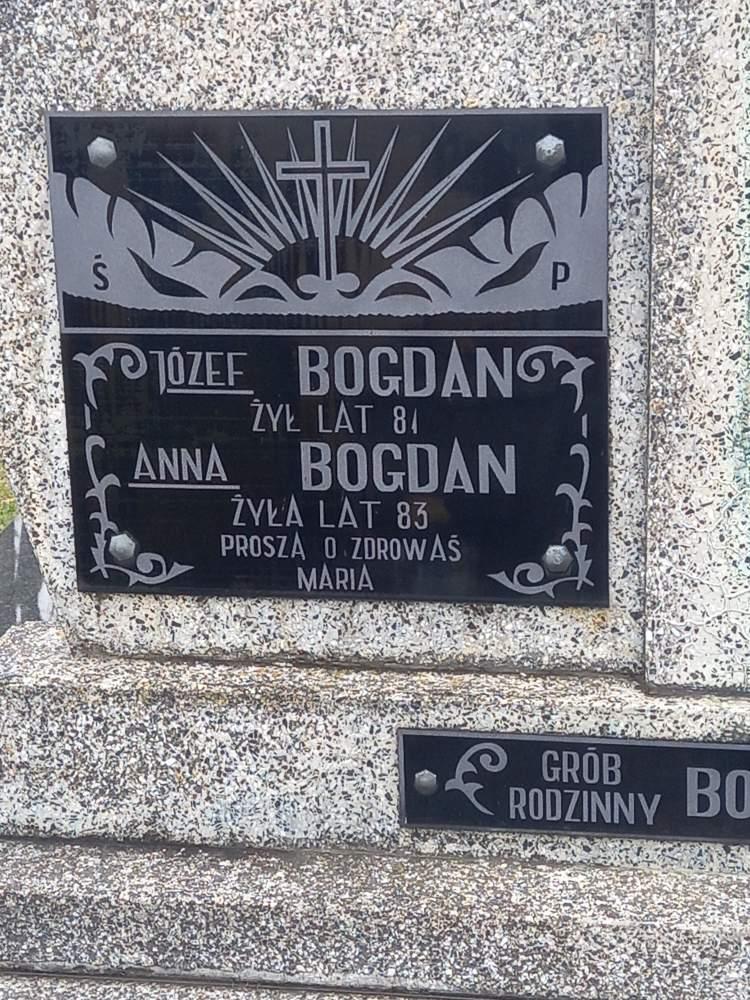 Ś P
JÓZEF BOGDAN
ŻYŁ LAT 81
ANNA BOGDAN
ŻYŁA LAT 83
PROSZĄ O ZDROWAŚ
MARIA
GRÓB
RODZINNY BO